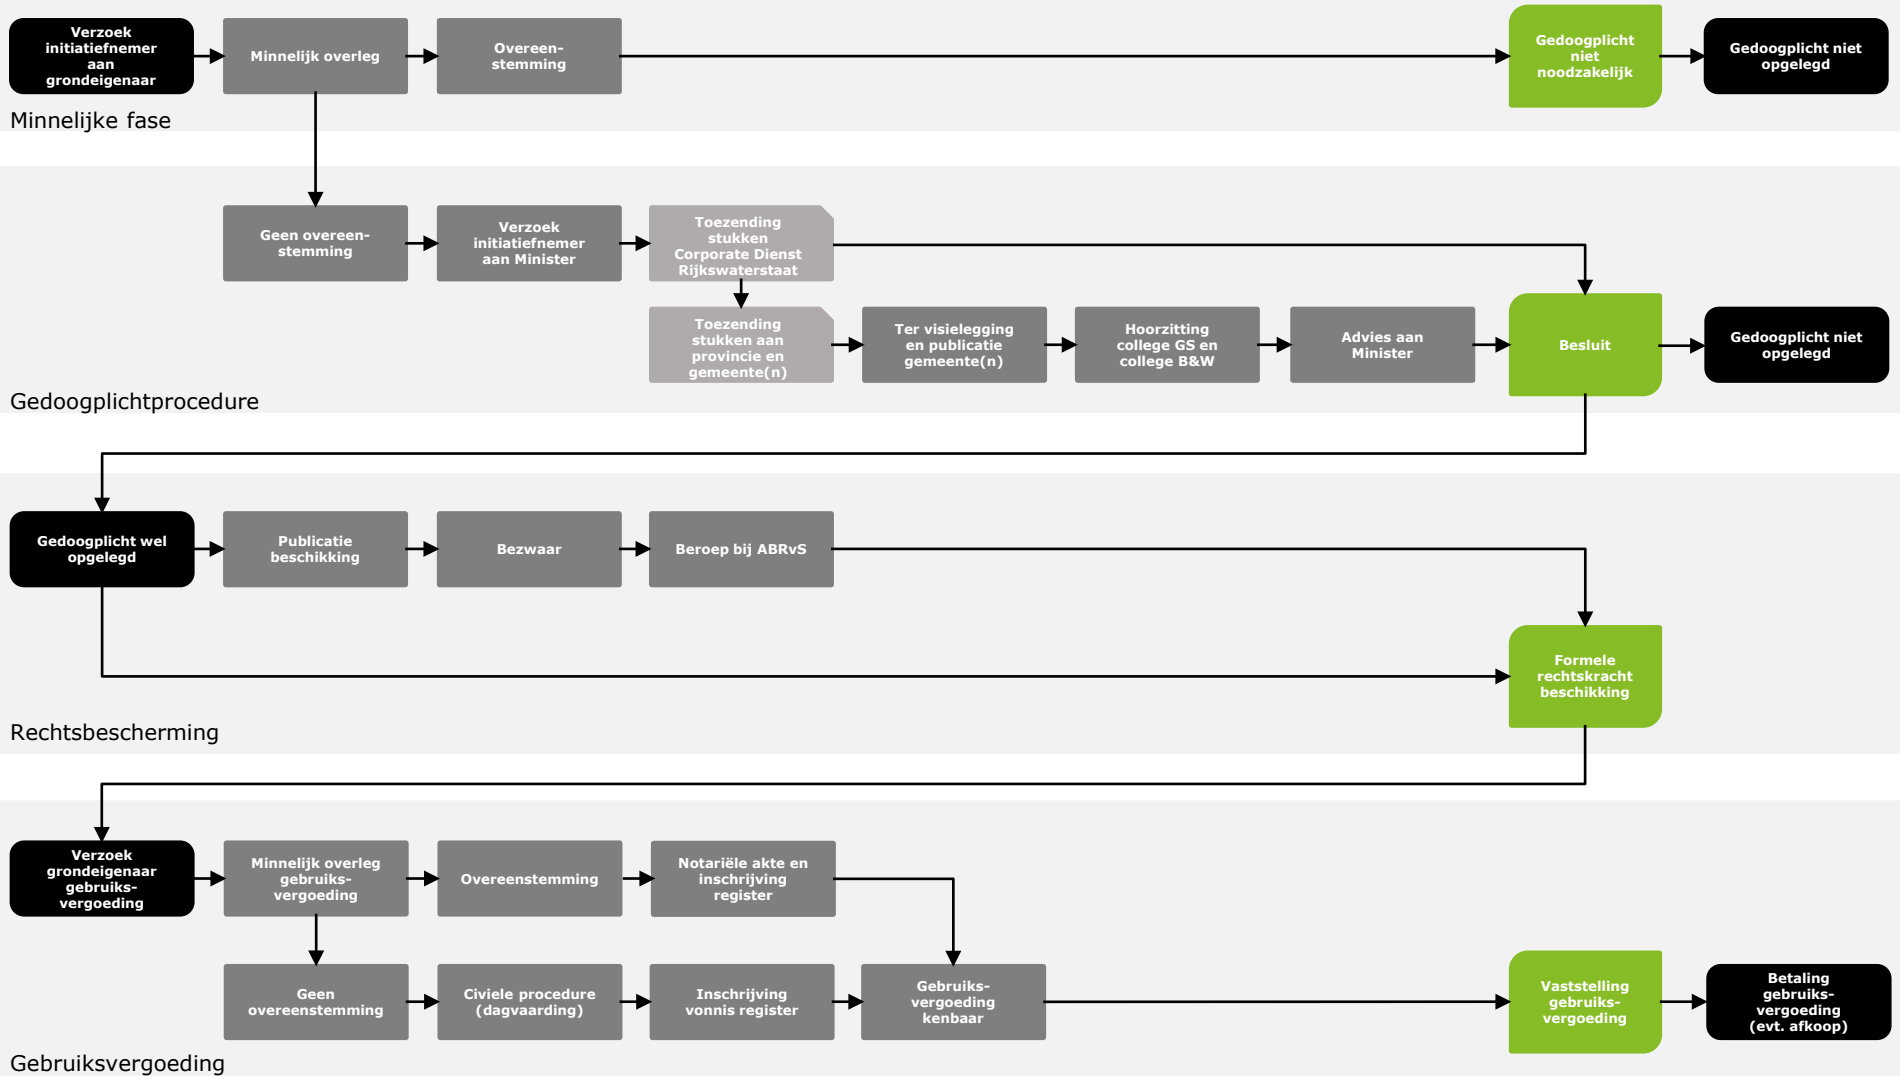 Verzoek
initiatiefnemer
aan
grondeigenaar
Minnelijk overleg
Overeen-
stemming
Gedoogplicht
niet
noodzakelijk
Gedoogplicht niet
opgelegd
Minnelijke fase
Geen overeen-
stemming
Verzoek
initiatiefnemer
aan Minister
Toezending
stukken
Corporate Dienst
Rijkswaterstaat
Toezending
stukken aan
provincie en
gemeente(n)
Ter visielegging
en publicatie
gemeente(n)
Hoorzitting
college GS en
college B&W
Advies aan
Minister
Besluit
Gedoogplicht niet
opgelegd
Gedoogplichtprocedure
Gedoogplicht wel
opgelegd
Publicatie
beschikking
Bezwaar
Beroep bij ABRvS
Formele
rechtskracht
beschikking
Rechtsbescherming
Verzoek
grondeigenaar
gebruiks-
vergoeding
Minnelijk overleg
gebruiks-
vergoeding
Overeenstemming
Notariële akte en
inschrijving
register
Geen
overeenstemming
Civiele procedure
(dagvaarding)
Inschrijving
vonnis register
Gebruiks-
vergoeding
kenbaar
Vaststelling
gebruiks-
vergoeding
Betaling
gebruiks-
vergoeding
(evt. afkoop)
Gebruiksvergoeding